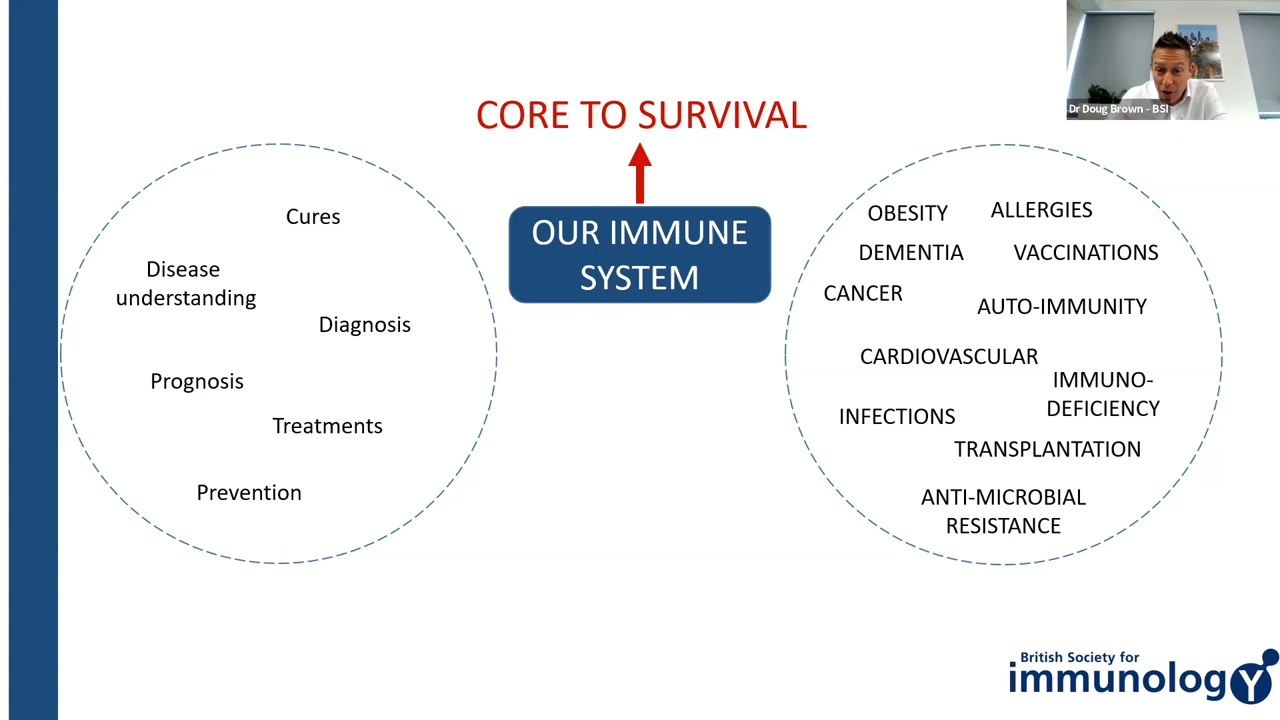 Dr Doug Brown - BSI
CORE TO SURVIVAL
OUR IMMUNE
SYSTEM
Cures
Disease
understanding
Diagnosis
Prognosis
Treatments
Prevention
OBESITY
ALLERGIES
DEMENTIA
VACCINATIONS
CANCER
AUTO-IMMUNITY
CARDIOVASCULAR
IMMUNO-
DEFICIENCY
INFECTIONS
TRANSPLANTATION
ANTI-MICROBIAL
RESISTANCE
British Society for
immunology